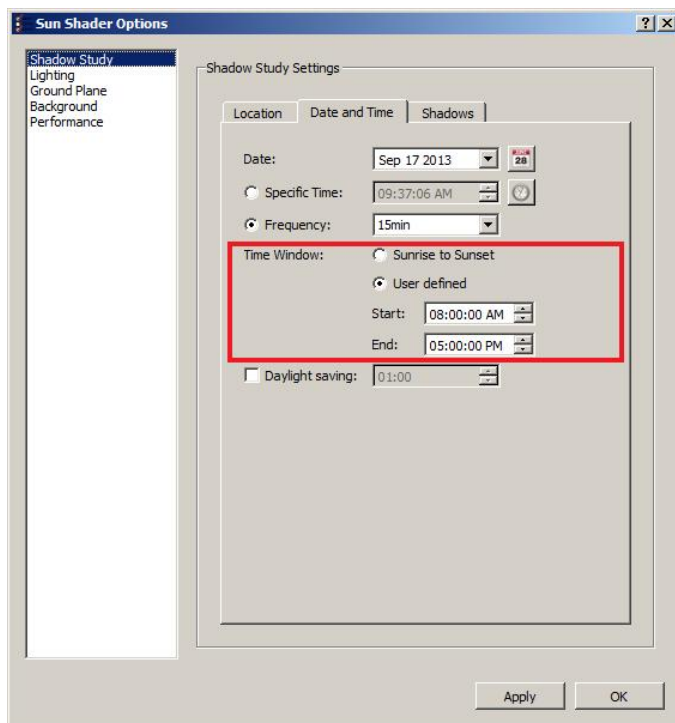 Sun Shader Options
Shadow Study
Lighting
Ground Plane
Background
Performance
Shadow Study Settings
Location Date and Time Shadows
Date: Sep 17 2013 28
Specific Time: 09:37:06 AM
Frequency: 15min
Time Window: Sunrise to Sunset
User defined
Start: 08:00:00 AM
End: 05:00:00 PM
Daylight saving: 01:00
Apply OK